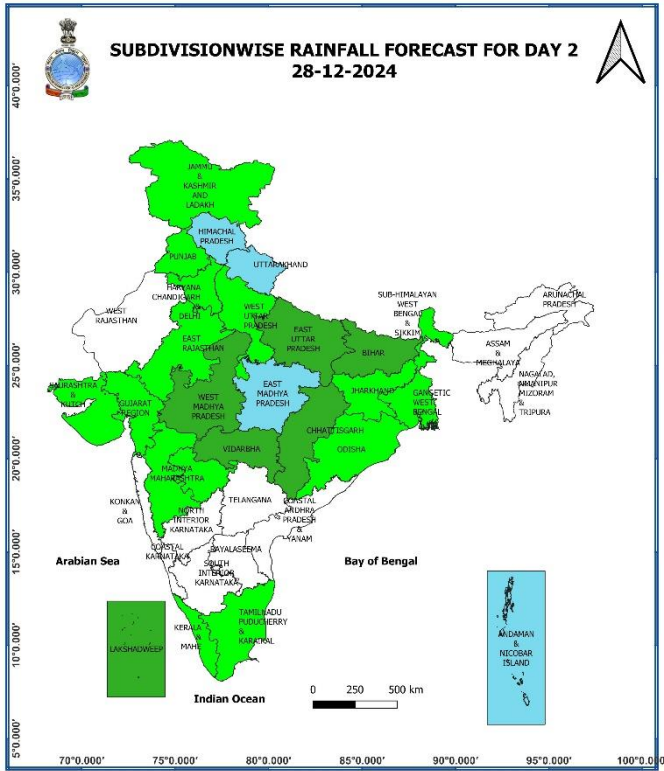 SUBDIVISIONWISE RAINFALL FORECAST FOR DAY 2
28-12-2024
40°0.000'
35°0.000'
30°0.000'
25°0.000'
20°0.000'
15°0.000'
10°0.000'
5°0.000'
JAMMU
&
KASHMIR
AND
LADAKH
HIMACHAL
PRADESH
UTTARAKHAND
PUNJAB
HARYANA
CHANDIGARH
DELHI
WEST
RAJASTHAN
EAST
RAJASTHAN
WEST
UTTAR
PRADESH
EAST
UTTAR
PRADESH
SUB-HIMALAYAN
WEST
BENGAL
&
SIKKIM
ARUNACHAL
PRADESH
ASSAM
&
MEGHALAYA
BIHAR
SAURASHTRA
&
KUTCH
GUJARAT
REGION
WEST
MADHYA
PRADESH
EAST
MADHYA
PRADESH
JHARKHAND
GANGETIC
WEST
BENGAL
MIZORAM
&
TRIPURA
CHHATTISGARH
ODISHA
VIDARBHA
MADHYA
MAHARASHTRA
KONKAN
&
GOA
TELANGANA
NORTH
INTERIOR
KARNATAKA
COASTAL
ANDHRA
PRADESH
&
YANAM
COASTAL
KARNATAKA
RAYALASEEMA
SOUTH
INTERIOR
KARNATAKA
Arabian Sea
Bay of Bengal
LAKSHADWEEP
KERALA
&
MAHE
PUDUCHERRY
&
KARAIKAL
ANDAMAN
&
NICOBAR
ISLAND
Indian Ocean
0 250 500 km
70°0.000' 75°0.000' 80°0.000' 85°0.000' 90°0.000' 95°0.000' 100°0.000'